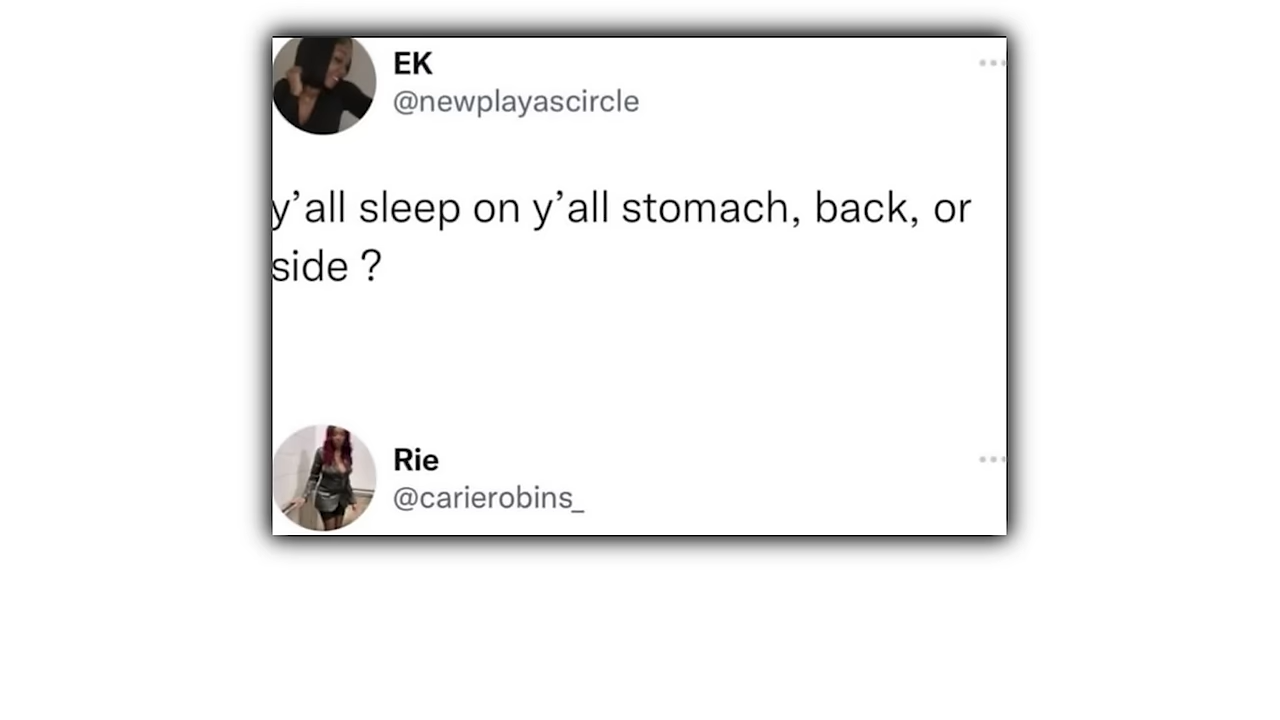 EK
@newplayascircle
y’all sleep on y’all stomach, back, or
side ?
Rie
@carierobins_